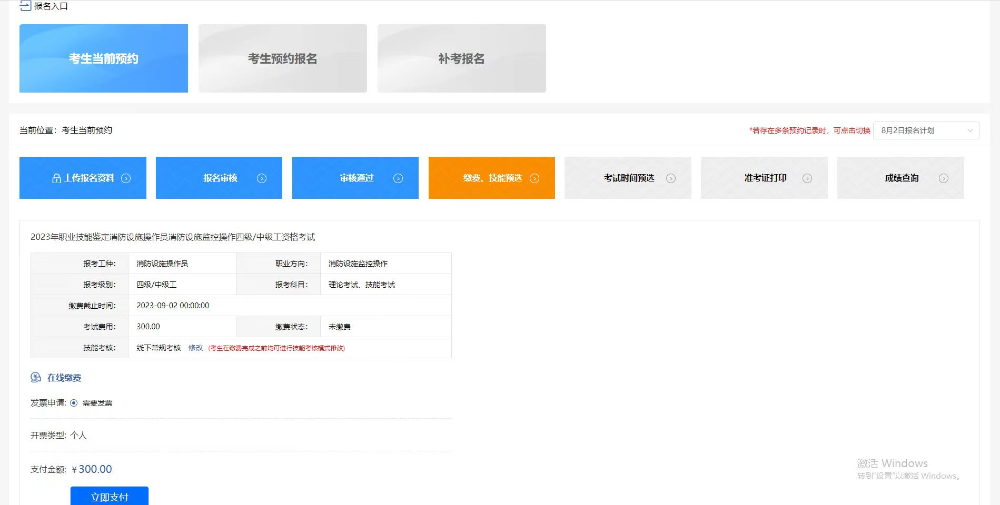 报名入口
考生当前预约
考生预约报名
补考报名
当前位置：考生当前预约
*若存在多条预约记录时，可点击切换
8月2日报名计划
上传报名资料
报名审核
审核通过
缴费、技能预选
考试时间预选
准考证打印
成绩查询
2023年职业技能鉴定消防设施操作员消防设施监控操作四级/中级工资格考试
报考工种： 消防设施操作员 职业方向： 消防设施监控操作
报考级别： 四级/中级工 报考科目： 理论考试、技能考试
缴费截止时间： 2023-09-02 00:00:00
考试费用： 300.00 缴费状态： 未缴费
技能考核： 线下常规考核 修改 (考生在缴费完成之前均可进行技能考核模式修改)
在线缴费
发票申请: 需要发票
开票类型: 个人
支付金额: ￥300.00
立即支付
激活 Windows
转到"设置"以激活 Windows。